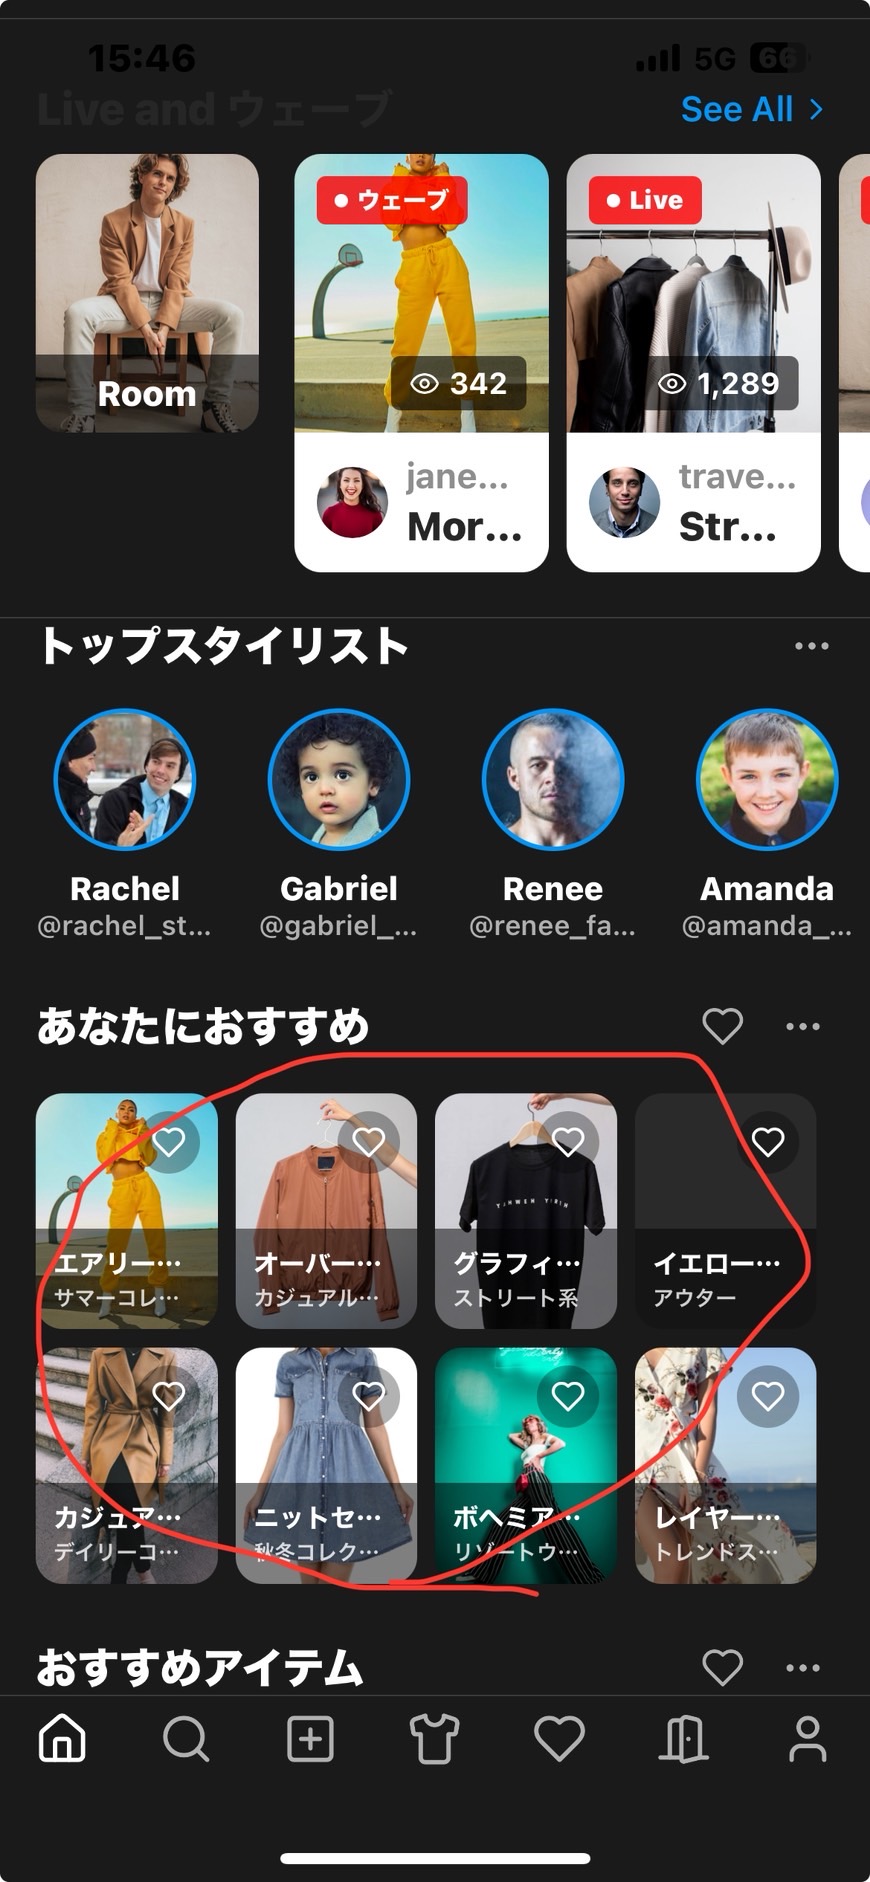 15:46
5G 66
Live and ウェーブ
See All >
ウェーブ
Live
342
1,289
Room
jane...
trave...
Mor...
Str...
トップスタイリスト
Rachel
Gabriel
Renee
Amanda
@rachel_st...
@gabriel_...
@renee_fa...
@amanda_...
あなたにおすすめ
エアリー…
サマーコレ…
オーバー…
カジュアル…
グラフィ…
ストリート系
イエロー…
アウター
カジュア…
デイリーコ…
ニットセ…
秋冬コレク…
ボヘミア…
リゾートウ…
レイヤー…
トレンドス…
おすすめアイテム